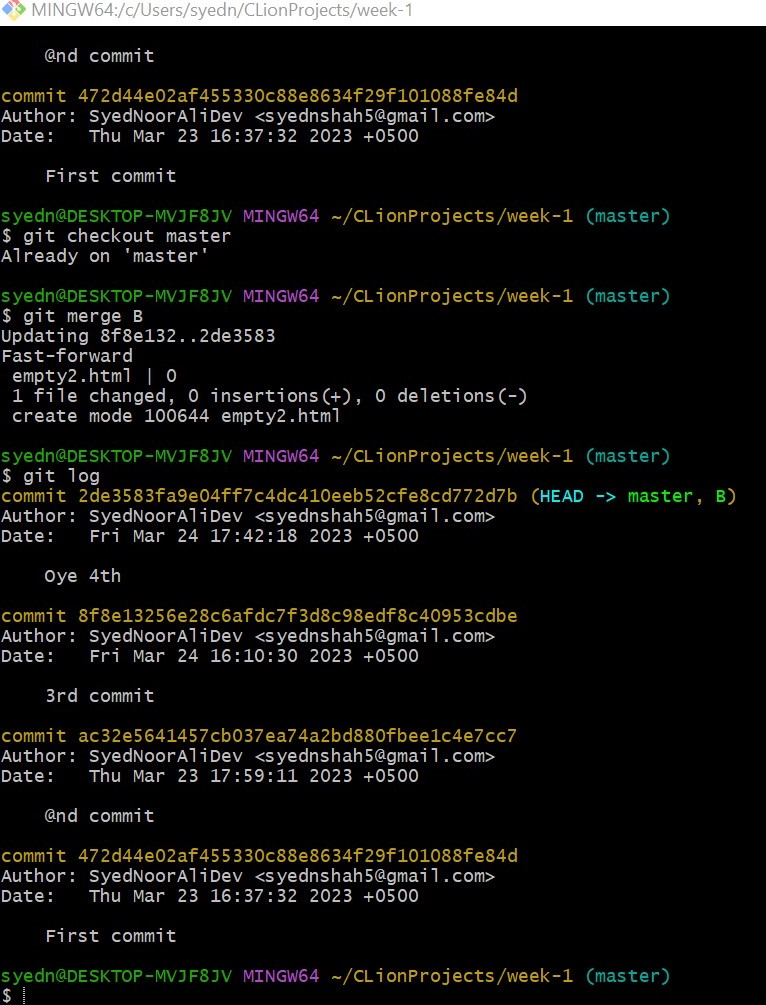 MINGW64:/c/Users/syedn/CLionProjects/week-1
@nd commit
commit 472d44e02af455330c88e8634f29f101088fe84d
Author: SyedNoorAliDev <syednshah5@gmail.com>
Date:   Thu Mar 23 16:37:32 2023 +0500
First commit
syedn@DESKTOP-MVJF8JV MINGW64 ~/CLionProjects/week-1 (master)
$ git checkout master
Already on 'master'
syedn@DESKTOP-MVJF8JV MINGW64 ~/CLionProjects/week-1 (master)
$ git merge B
Updating 8f8e132..2de3583
Fast-forward
 empty2.html | 0
 1 file changed, 0 insertions(+), 0 deletions(-)
 create mode 100644 empty2.html
syedn@DESKTOP-MVJF8JV MINGW64 ~/CLionProjects/week-1 (master)
$ git log
commit 2de3583fa9e04ff7c4dc410eeb52cfe8cd772d7b (HEAD -> master, B)
Author: SyedNoorAliDev <syednshah5@gmail.com>
Date:   Fri Mar 24 17:42:18 2023 +0500
Oye 4th
commit 8f8e13256e28c6afdc7f3d8c98edf8c40953cdbe
Author: SyedNoorAliDev <syednshah5@gmail.com>
Date:   Fri Mar 24 16:10:30 2023 +0500
3rd commit
commit ac32e5641457cb037ea74a2bd880fbee1c4e7cc7
Author: SyedNoorAliDev <syednshah5@gmail.com>
Date:   Thu Mar 23 17:59:11 2023 +0500
@nd commit
commit 472d44e02af455330c88e8634f29f101088fe84d
Author: SyedNoorAliDev <syednshah5@gmail.com>
Date:   Thu Mar 23 16:37:32 2023 +0500
First commit
syedn@DESKTOP-MVJF8JV MINGW64 ~/CLionProjects/week-1 (master)
$